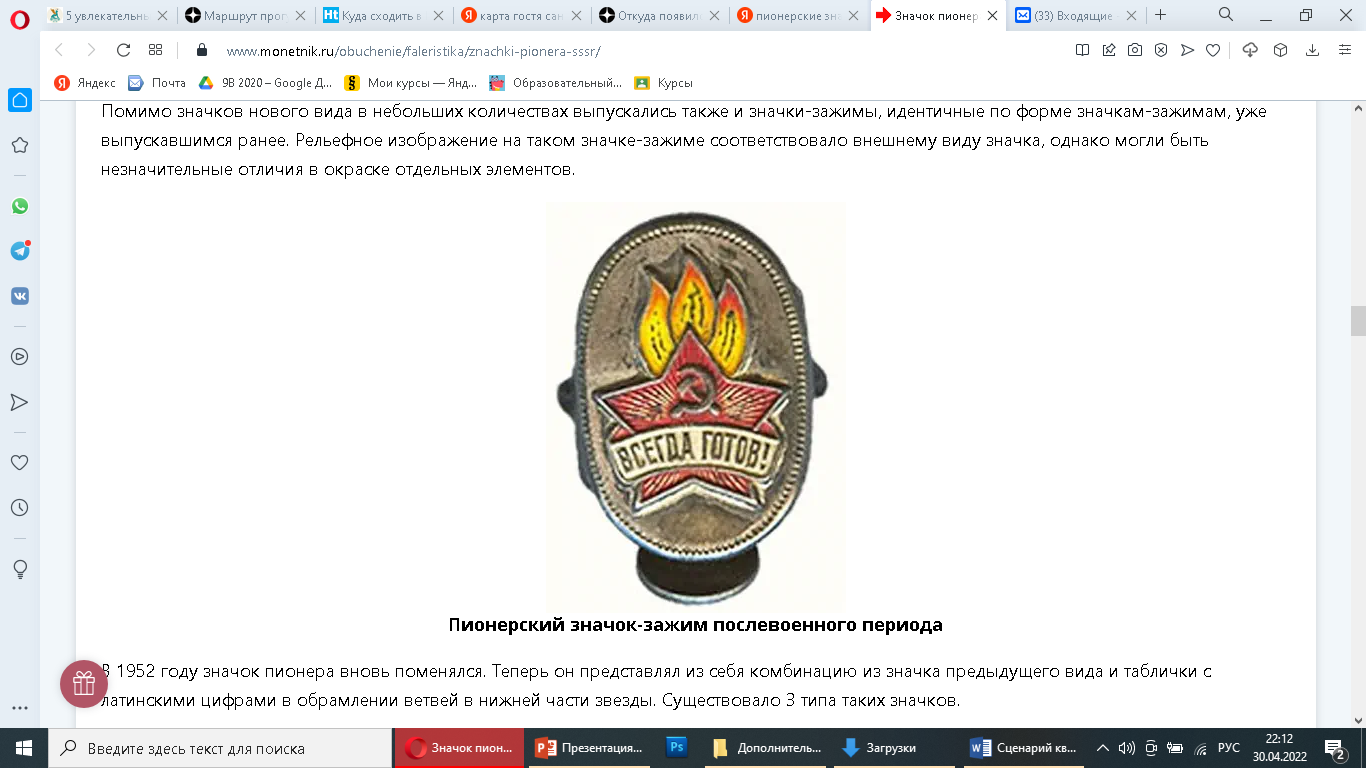 5 увлекательнь
Маршрут прог
Куда сходить в
карта гостя сан
Откуда появил
пионерские зна
Значок пионер
(33) Входящие
www.monetnik.ru/obuchenie/faleristika/znachki-pionera-sssr/
Яндекс
Почта
9В 2020 – Google Д...
Мои курсы — Янд...
Образовательный...
Курсы
Помимо значков нового вида в небольших количествах выпускались также и значки-зажимы, идентичные по форме значкам-зажимам, уже
выпускавшимся ранее. Рельефное изображение на таком значке-зажиме соответствовало внешнему виду значка, однако могли быть
незначительные отличия в окраске отдельных элементов.
ВСЕГДА ГОТОВ!
Пионерский значок-зажим послевоенного периода
В 1952 году значок пионера вновь поменялся. Теперь он представлял из себя комбинацию из значка предыдущего вида и таблички с
латинскими цифрами в обрамлении ветвей в нижней части звезды. Существовало 3 типа таких значков.
Введите здесь текст для поиска
Значок пион...
Презентация...
Ps
Дополнитель...
Загрузки
Сценарий кв...
РУС
22:12
30.04.2022
2